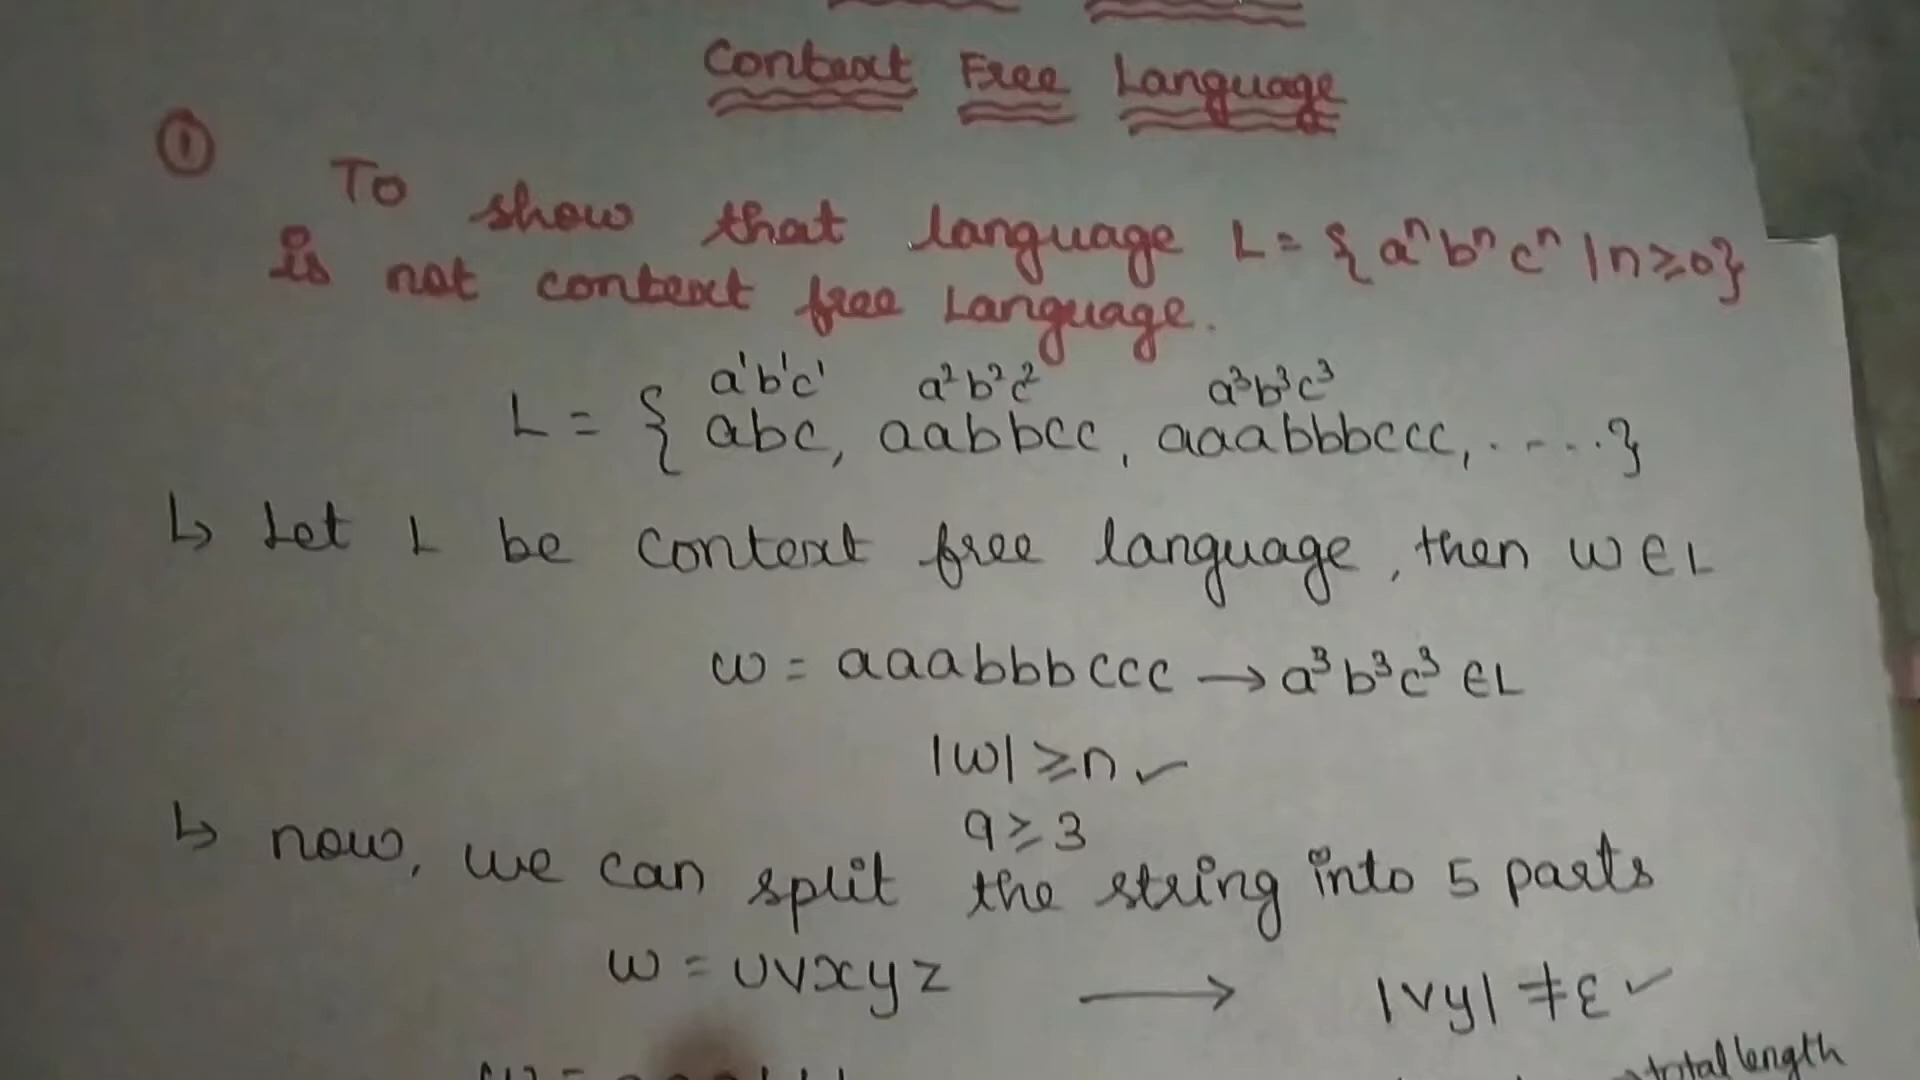 Context Free Language
① To show that language L = { aⁿbⁿcⁿ | n ≥ 0 }
is not context free Language.
a¹b¹c¹ a²b²c² a³b³c³
L = { abc, aabbcc, aaabbbccc, ..... }
↳ Let L be context free language, then w ∈ L
w = aaabbbccc → a³b³c³ ∈ L
|w| ≥ n ✓
9 ≥ 3
↳ now, we can split the string into 5 parts
w = uvxyz → |vy| ≠ ε ✓
total length